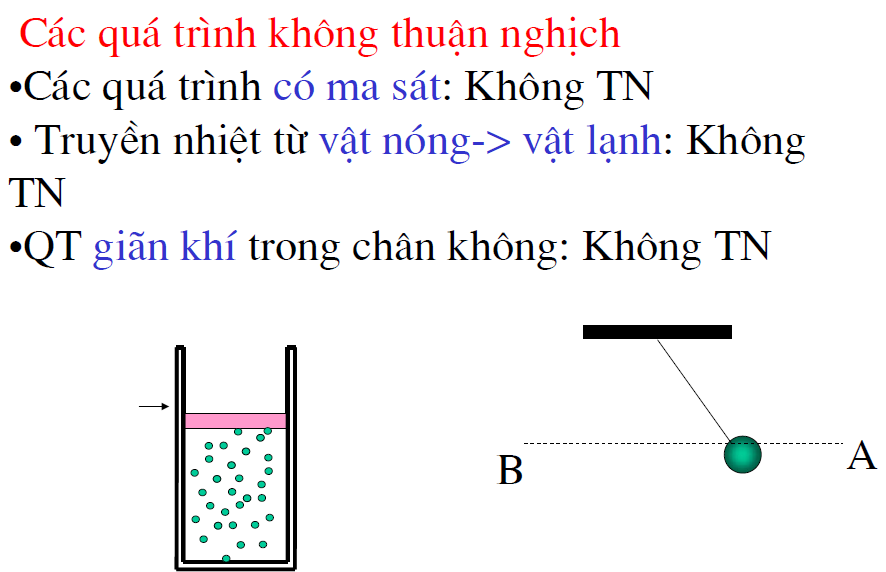 Các quá trình không thuận nghịch
•Các quá trình có ma sát: Không TN
• Truyền nhiệt từ vật nóng-> vật lạnh: Không
TN
•QT giãn khí trong chân không: Không TN
B
A